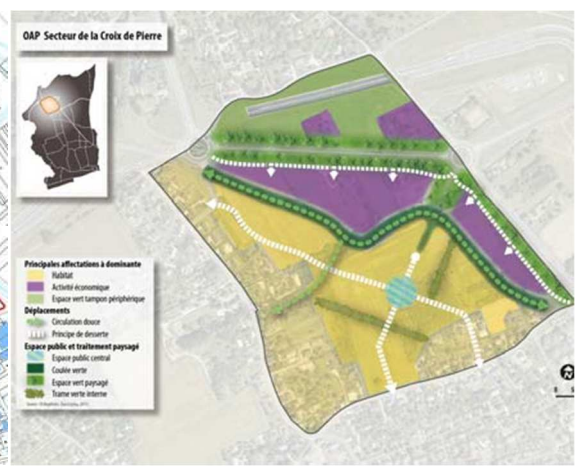 OAP Secteur de la Croix de Pierre
Principales affectations à dominante
Habitat
Activité économique
Espace vert tampon périphérique
Déplacements
Circulation douce
Principe de desserte
Espace public et traitement paysagé
Espace public central
Coulée verte
Espace vert paysagé
Trame verte interne
N
0